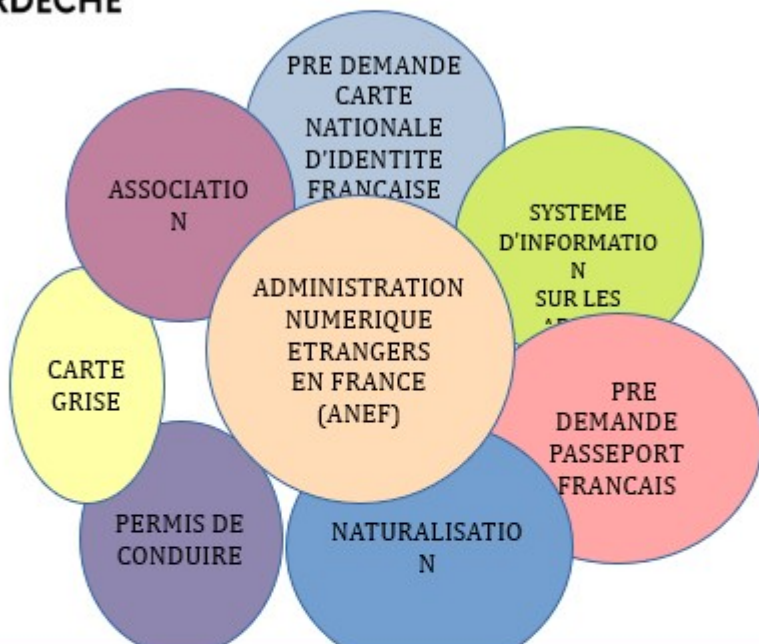 RDECHE
PRE DEMANDE
CARTE
NATIONALE
D'IDENTITE
FRANCAISE
ASSOCIATIO
N
SYSTEME
D'INFORMATIO
N
SUR LES
ADMINISTRATION
NUMERIQUE
ETRANGERS
EN FRANCE
(ANEF)
CARTE
GRISE
PRE
DEMANDE
PASSEPORT
FRANCAIS
PERMIS DE
CONDUIRE
NATURALISATIO
N